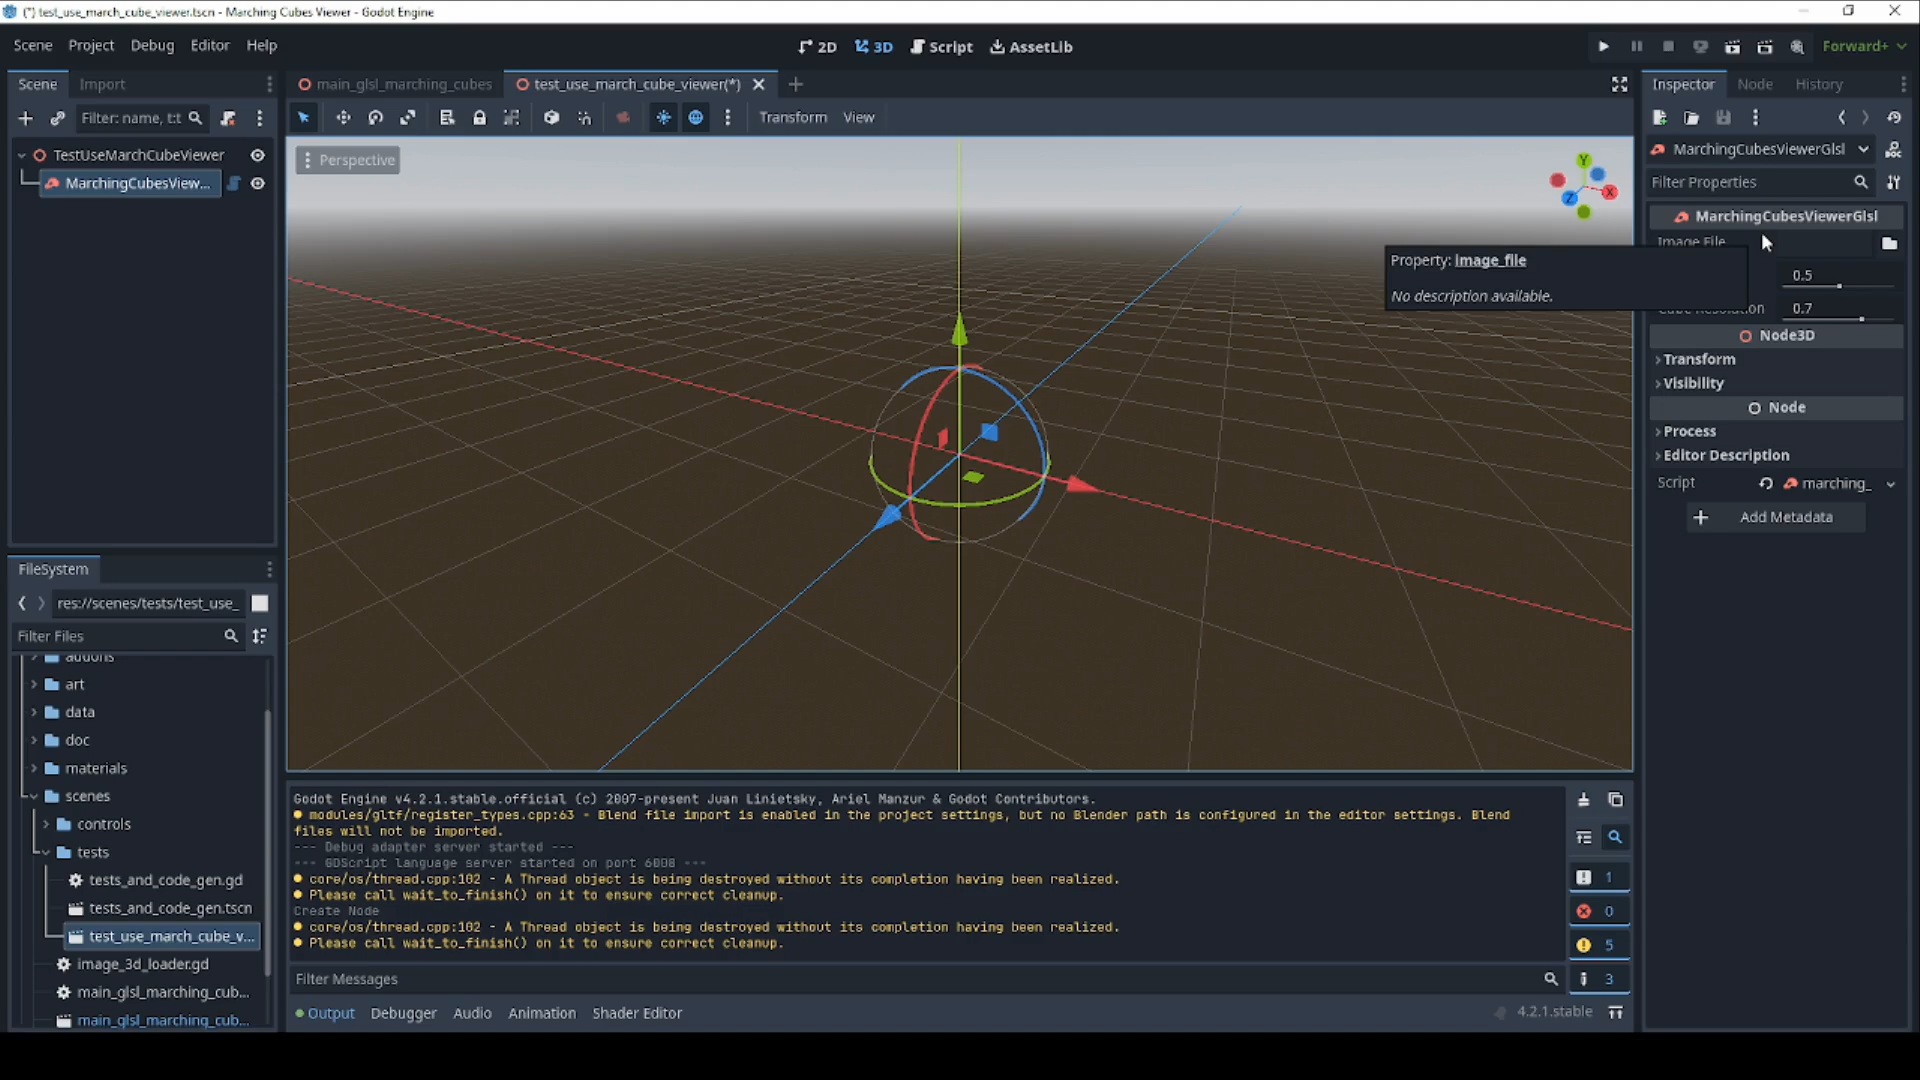 (*) test_use_march_cube_viewer.tscn - Marching Cubes Viewer - Godot Engine
Scene Project Debug Editor Help
2D 3D Script AssetLib
Forward+
Scene Import
main_glsl_marching_cubes
test_use_march_cube_viewer(*)
Inspector Node History
Filter: name, t:t
Transform View
TestUseMarchCubeViewer
MarchingCubesView...
Perspective
Y
X
Z
MarchingCubesViewerGlsl
Filter Properties
MarchingCubesViewerGlsl
Image File
Property: image_file
No description available.
0.5
Cube Resolution 0.7
Node3D
Transform
Visibility
Node
Process
Editor Description
Script marching_
Add Metadata
FileSystem
res://scenes/tests/test_use_
Filter Files
addons
art
data
doc
materials
scenes
controls
tests
tests_and_code_gen.gd
tests_and_code_gen.tscn
test_use_march_cube_v...
image_3d_loader.gd
main_glsl_marching_cub...
main_glsl_marching_cub...
Godot Engine v4.2.1.stable.official (c) 2007-present Juan Linietsky, Ariel Manzur & Godot Contributors.
modules/gltf/register_types.cpp:63 - Blend file import is enabled in the project settings, but no Blender path is configured in the editor settings. Blend
files will not be imported.
--- Debug adapter server started ---
--- GDScript language server started on port 6008 ---
core/os/thread.cpp:102 - A Thread object is being destroyed without its completion having been realized.
Please call wait_to_finish() on it to ensure correct cleanup.
Create Node
core/os/thread.cpp:102 - A Thread object is being destroyed without its completion having been realized.
Please call wait_to_finish() on it to ensure correct cleanup.
1
0
5
3
Filter Messages
Output Debugger Audio Animation Shader Editor
4.2.1.stable